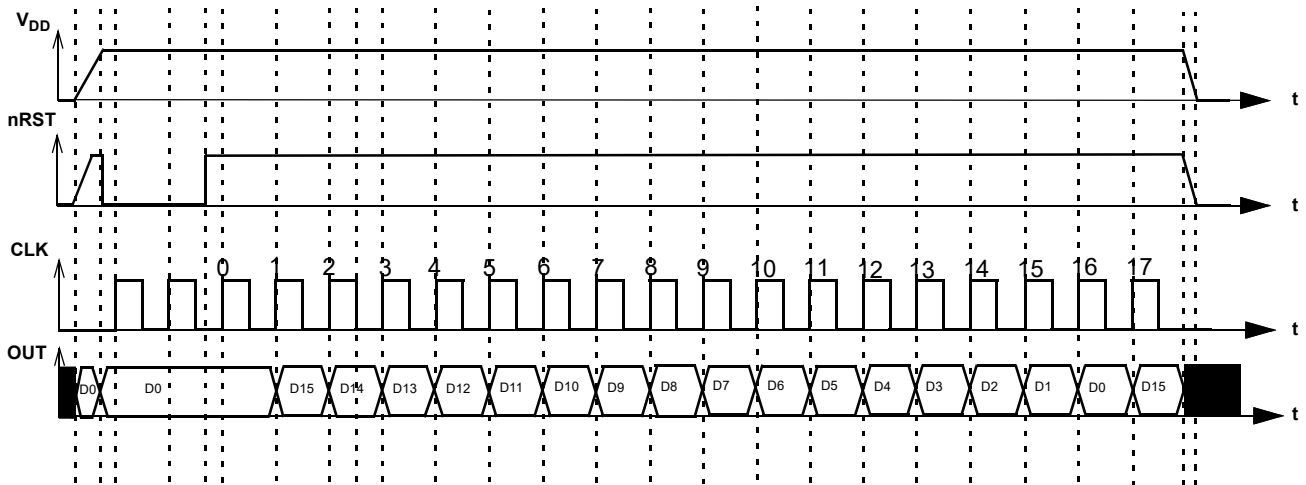 V_DD
t
nRST
t
CLK
0 1 2 3 4 5 6 7 8 9 10 11 12 13 14 15 16 17
t
OUT
D0 D0 D15 D14 D13 D12 D11 D10 D9 D8 D7 D6 D5 D4 D3 D2 D1 D0 D15
t